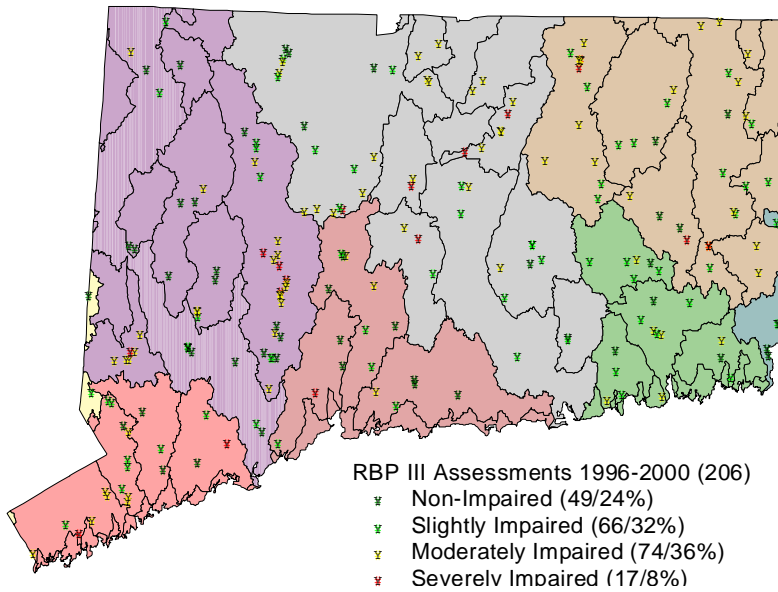 RBP III Assessments 1996-2000 (206)
Non-Impaired (49/24%)
Slightly Impaired (66/32%)
Moderately Impaired (74/36%)
Severely Impaired (17/8%)